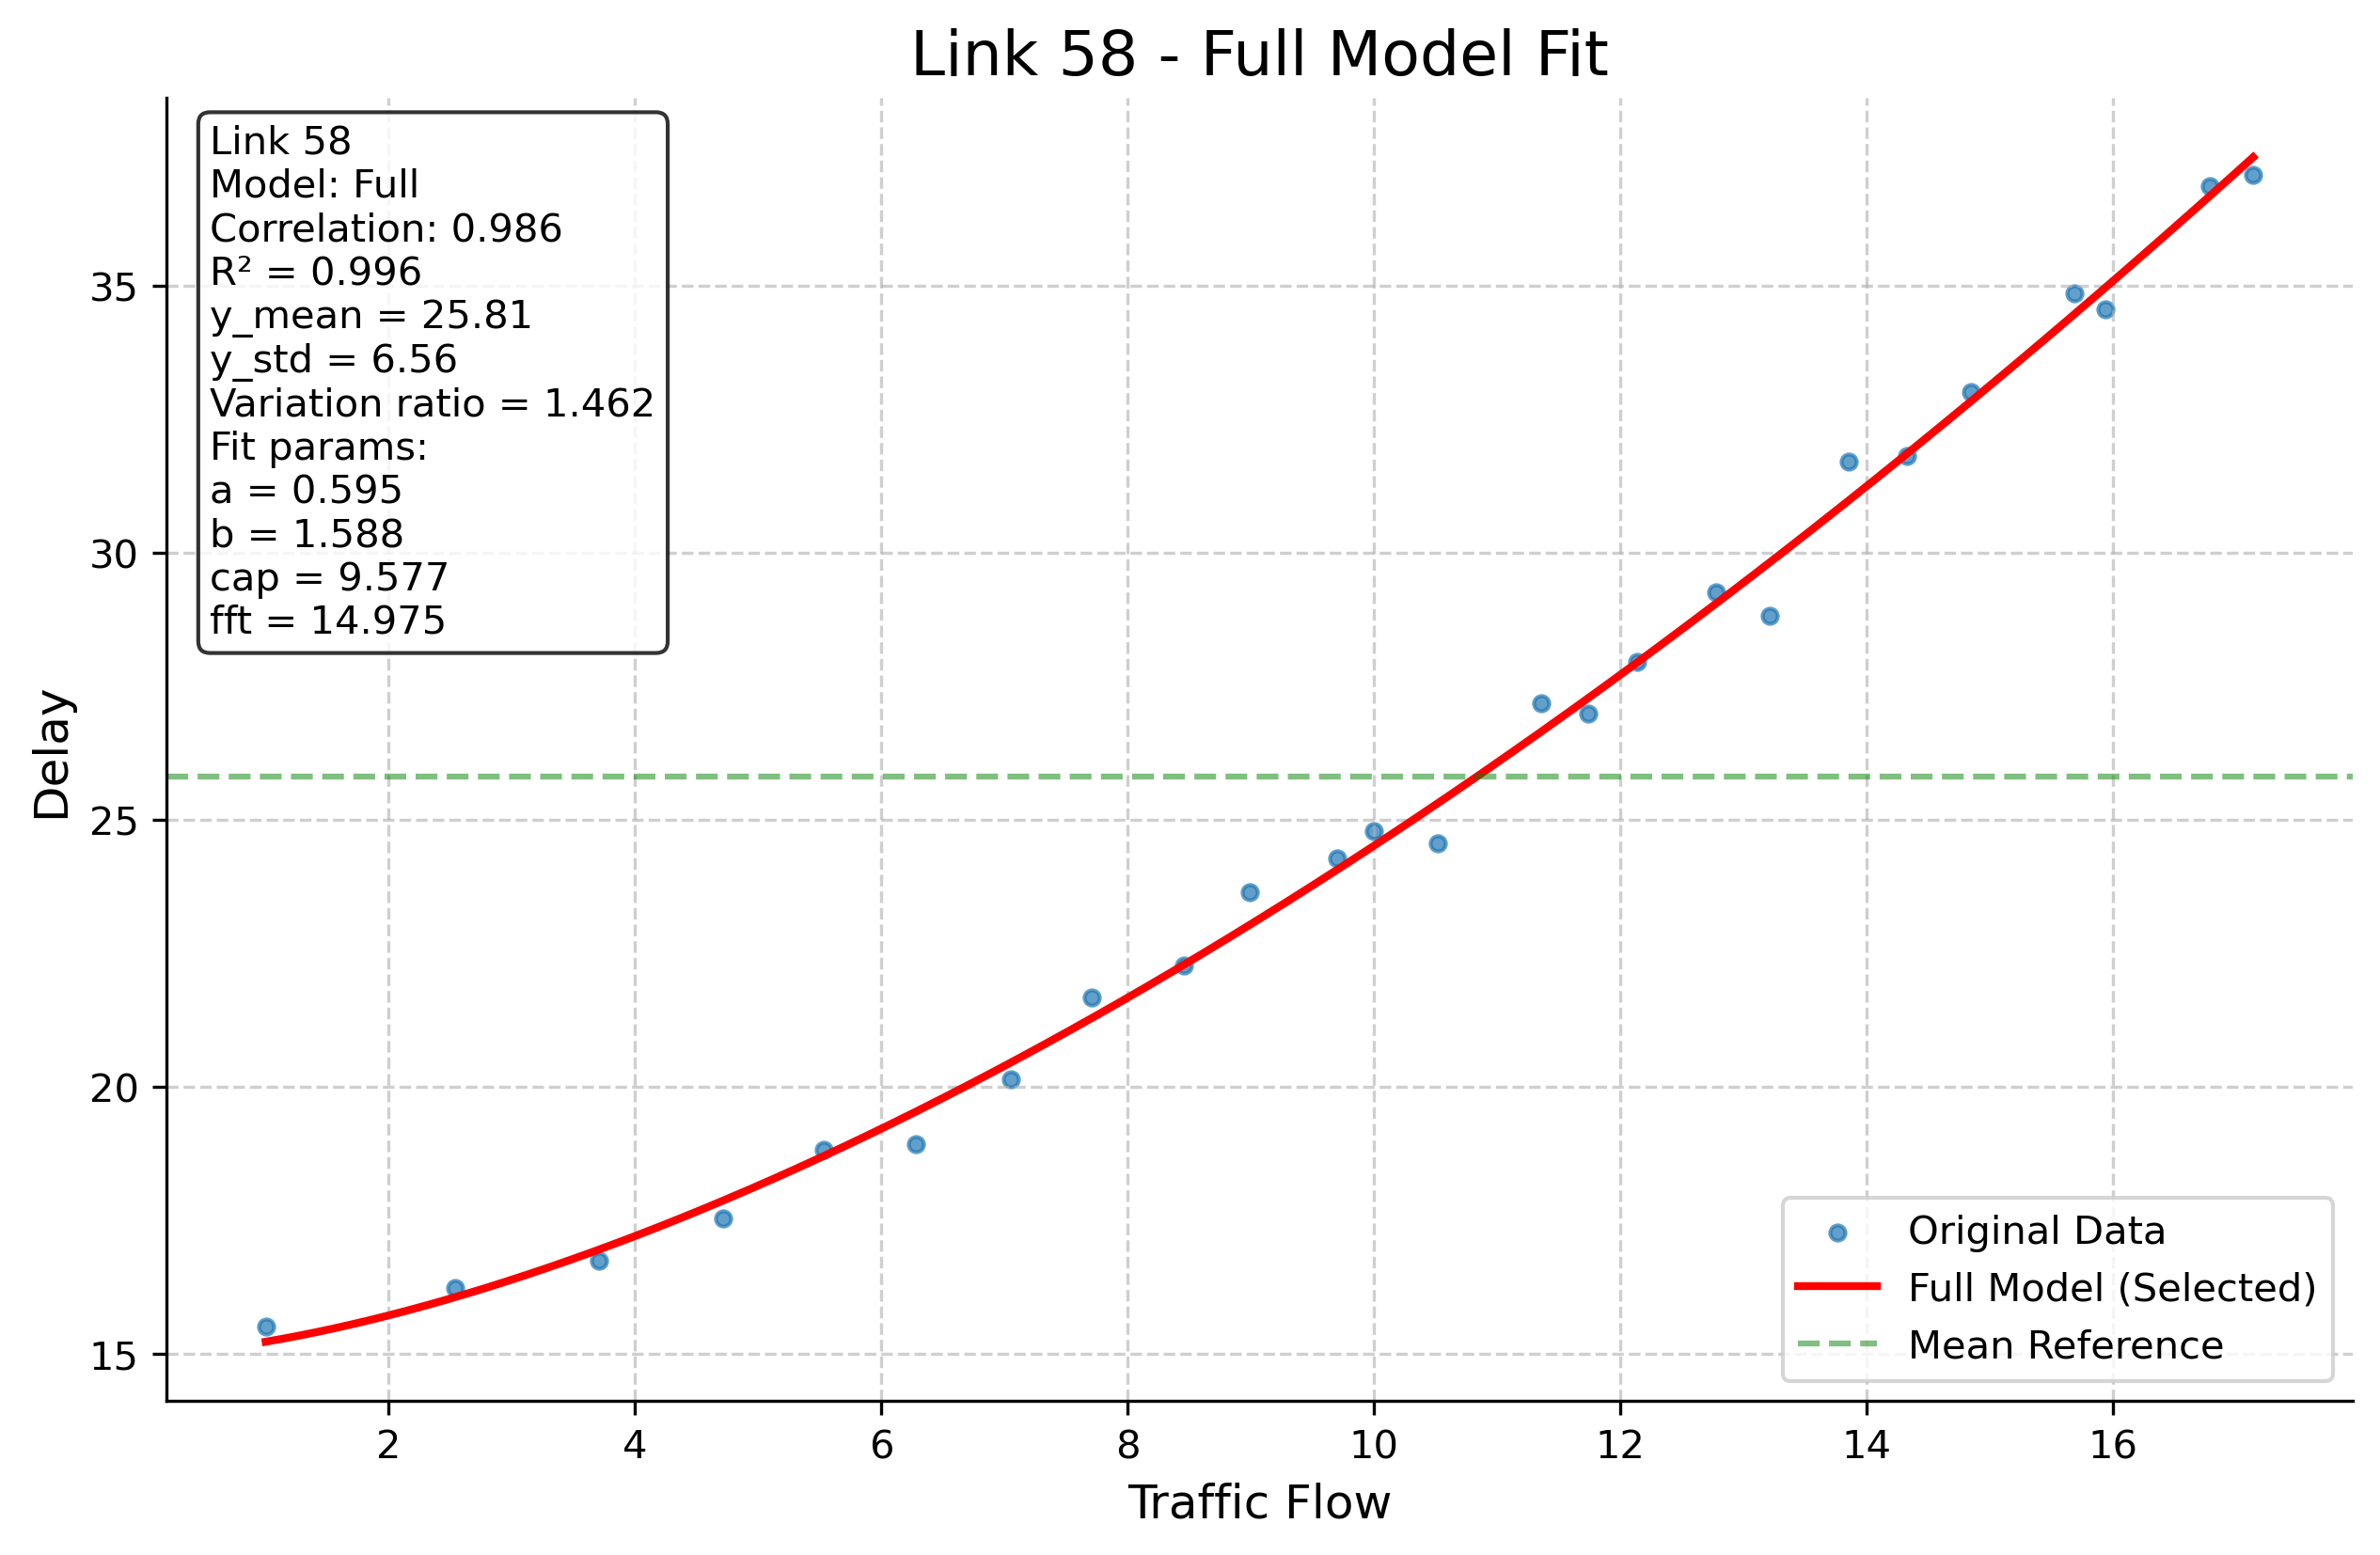 Link 58 - Full Model Fit
Link 58
Model: Full
Correlation: 0.986
R² = 0.996
y_mean = 25.81
y_std = 6.56
Variation ratio = 1.462
Fit params:
a = 0.595
b = 1.588
cap = 9.577
fft = 14.975
Delay
35
30
25
20
15
Original Data
Full Model (Selected)
Mean Reference
2 4 6 8 10 12 14 16
Traffic Flow